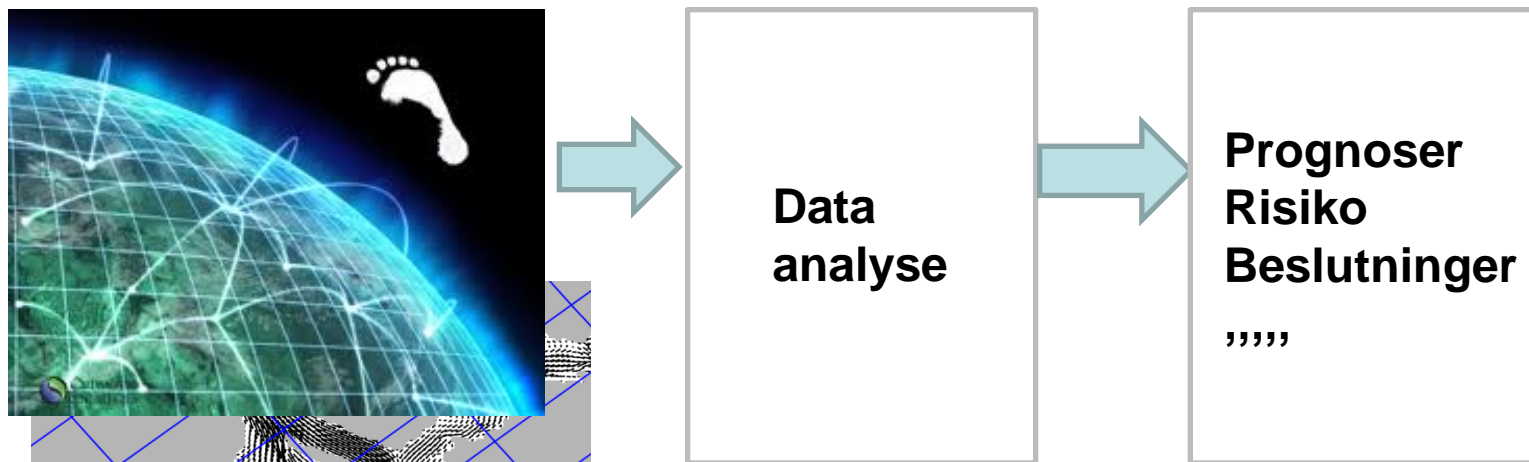 Data
analyse
Prognoser
Risiko
Beslutninger
,,,,,